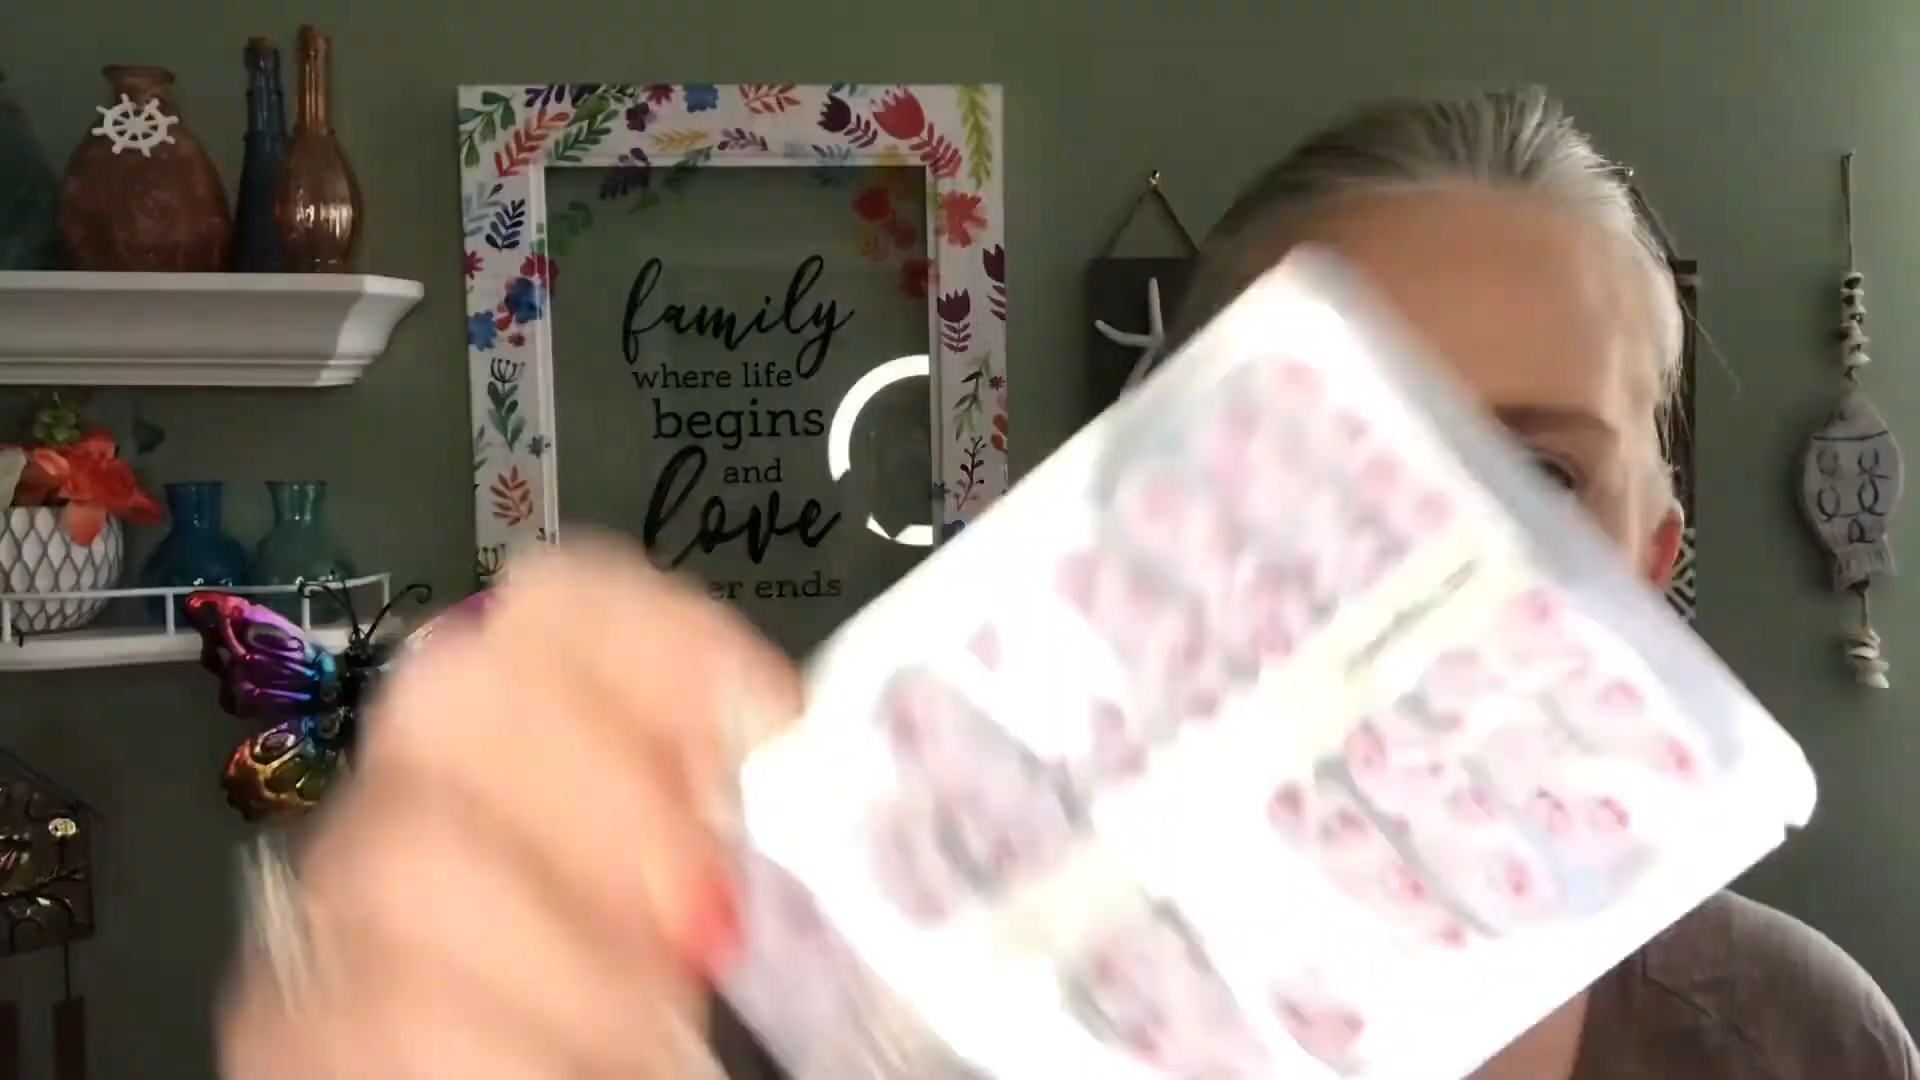 family
where life
begins
and
love
er ends